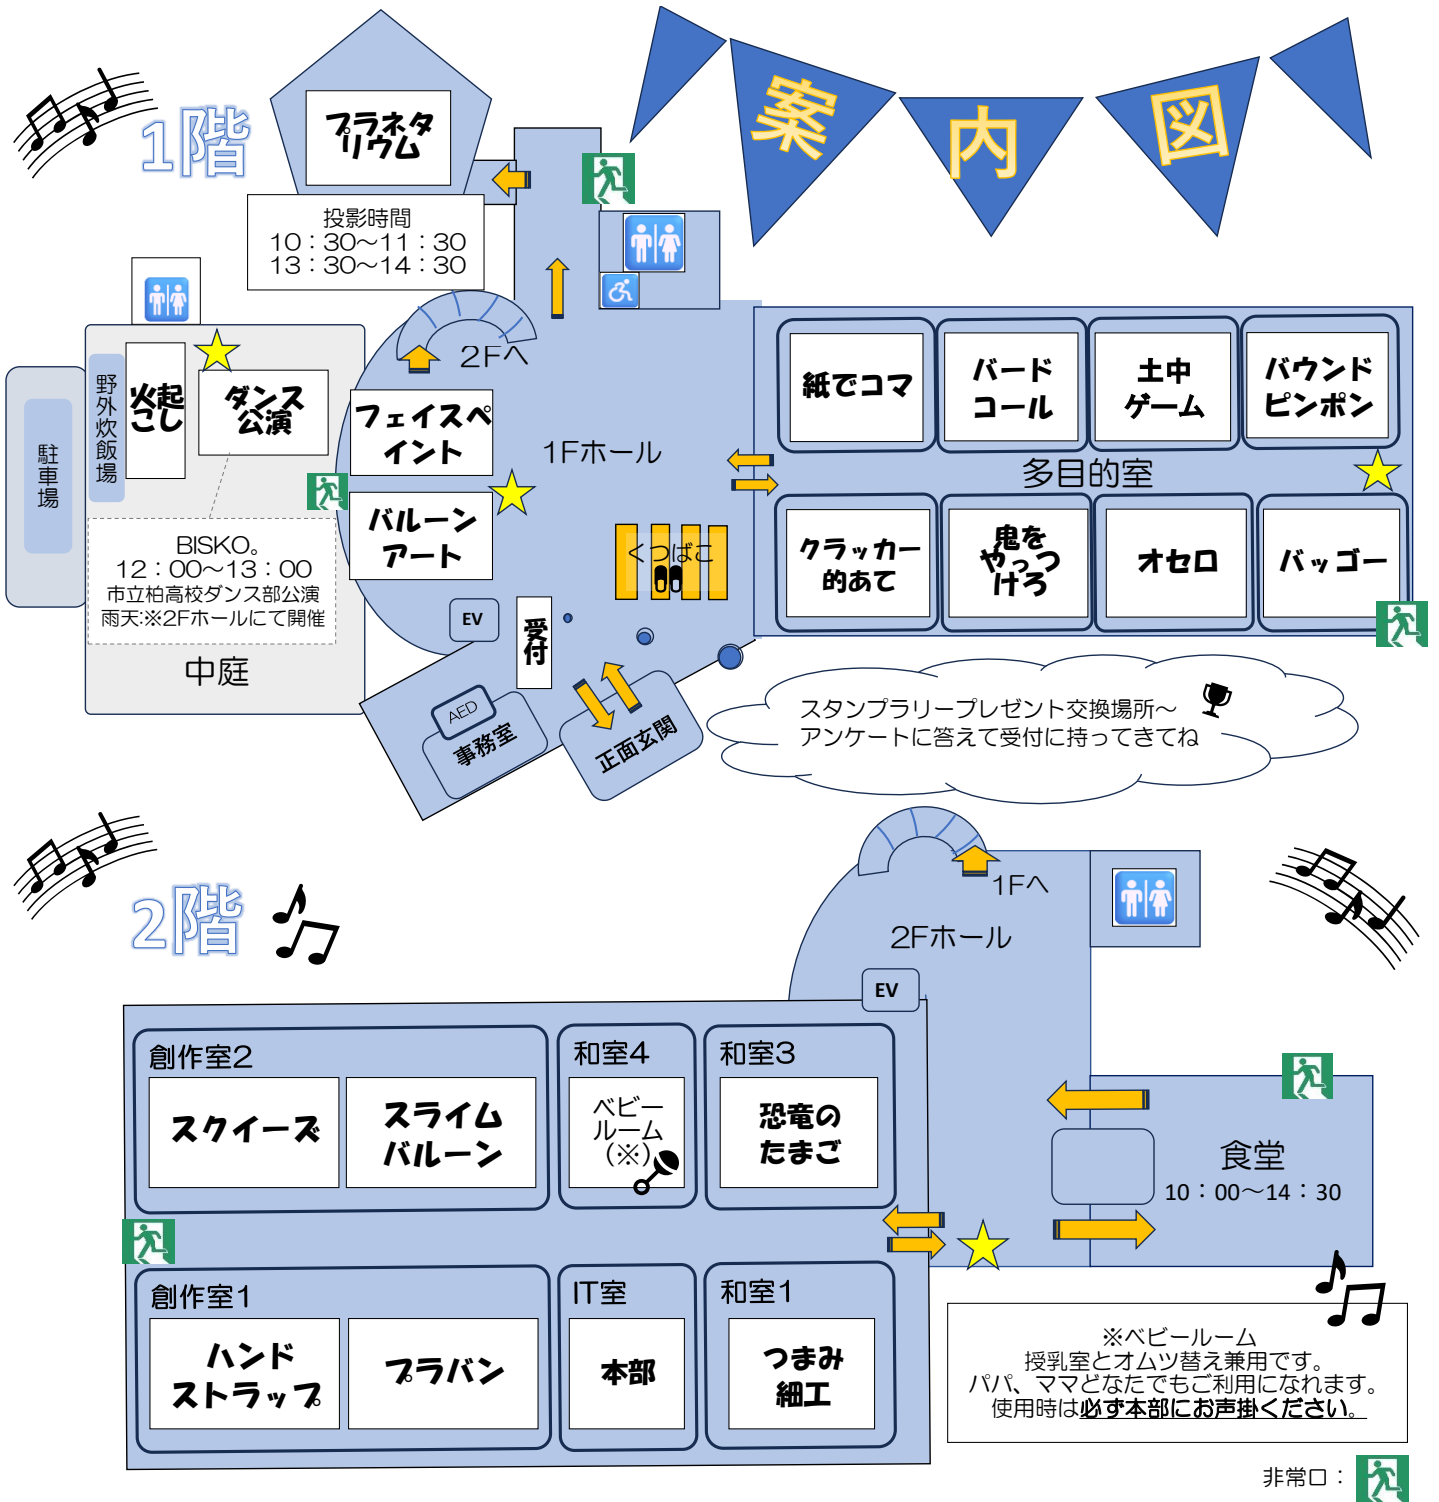 案内図
1階
プラネタ
リウム
投影時間
10：30～11：30
13：30～14：30
2Fへ
野外炊飯場
火起
こし
ダンス
公演
駐車場
フェイスペ
イント
1Fホール
バルーン
アート
くつばこ
BISKO。
12：00～13：00
市立柏高校ダンス部公演
雨天:※2Fホールにて開催
中庭
EV
受付
AED
事務室
正面玄関
紙でコマ
バード
コール
土中
ゲーム
バウンド
ピンポン
多目的室
クラッカー
的あて
鬼を
やっつ
けろ
オセロ
バッゴー
スタンプラリープレゼント交換場所～
アンケートに答えて受付に持ってきてね
2階
1Fへ
2Fホール
EV
創作室2
スクイーズ
スライム
バルーン
和室4
ベビー
ルーム
（※）
和室3
恐竜の
たまご
食堂
10：00～14：30
創作室1
ハンド
ストラップ
プラバン
IT室
本部
和室1
つまみ
細工
※ベビールーム
授乳室とオムツ替え兼用です。
パパ、ママどなたでもご利用になれます。
使用時は必ず本部にお声掛ください。
非常口：